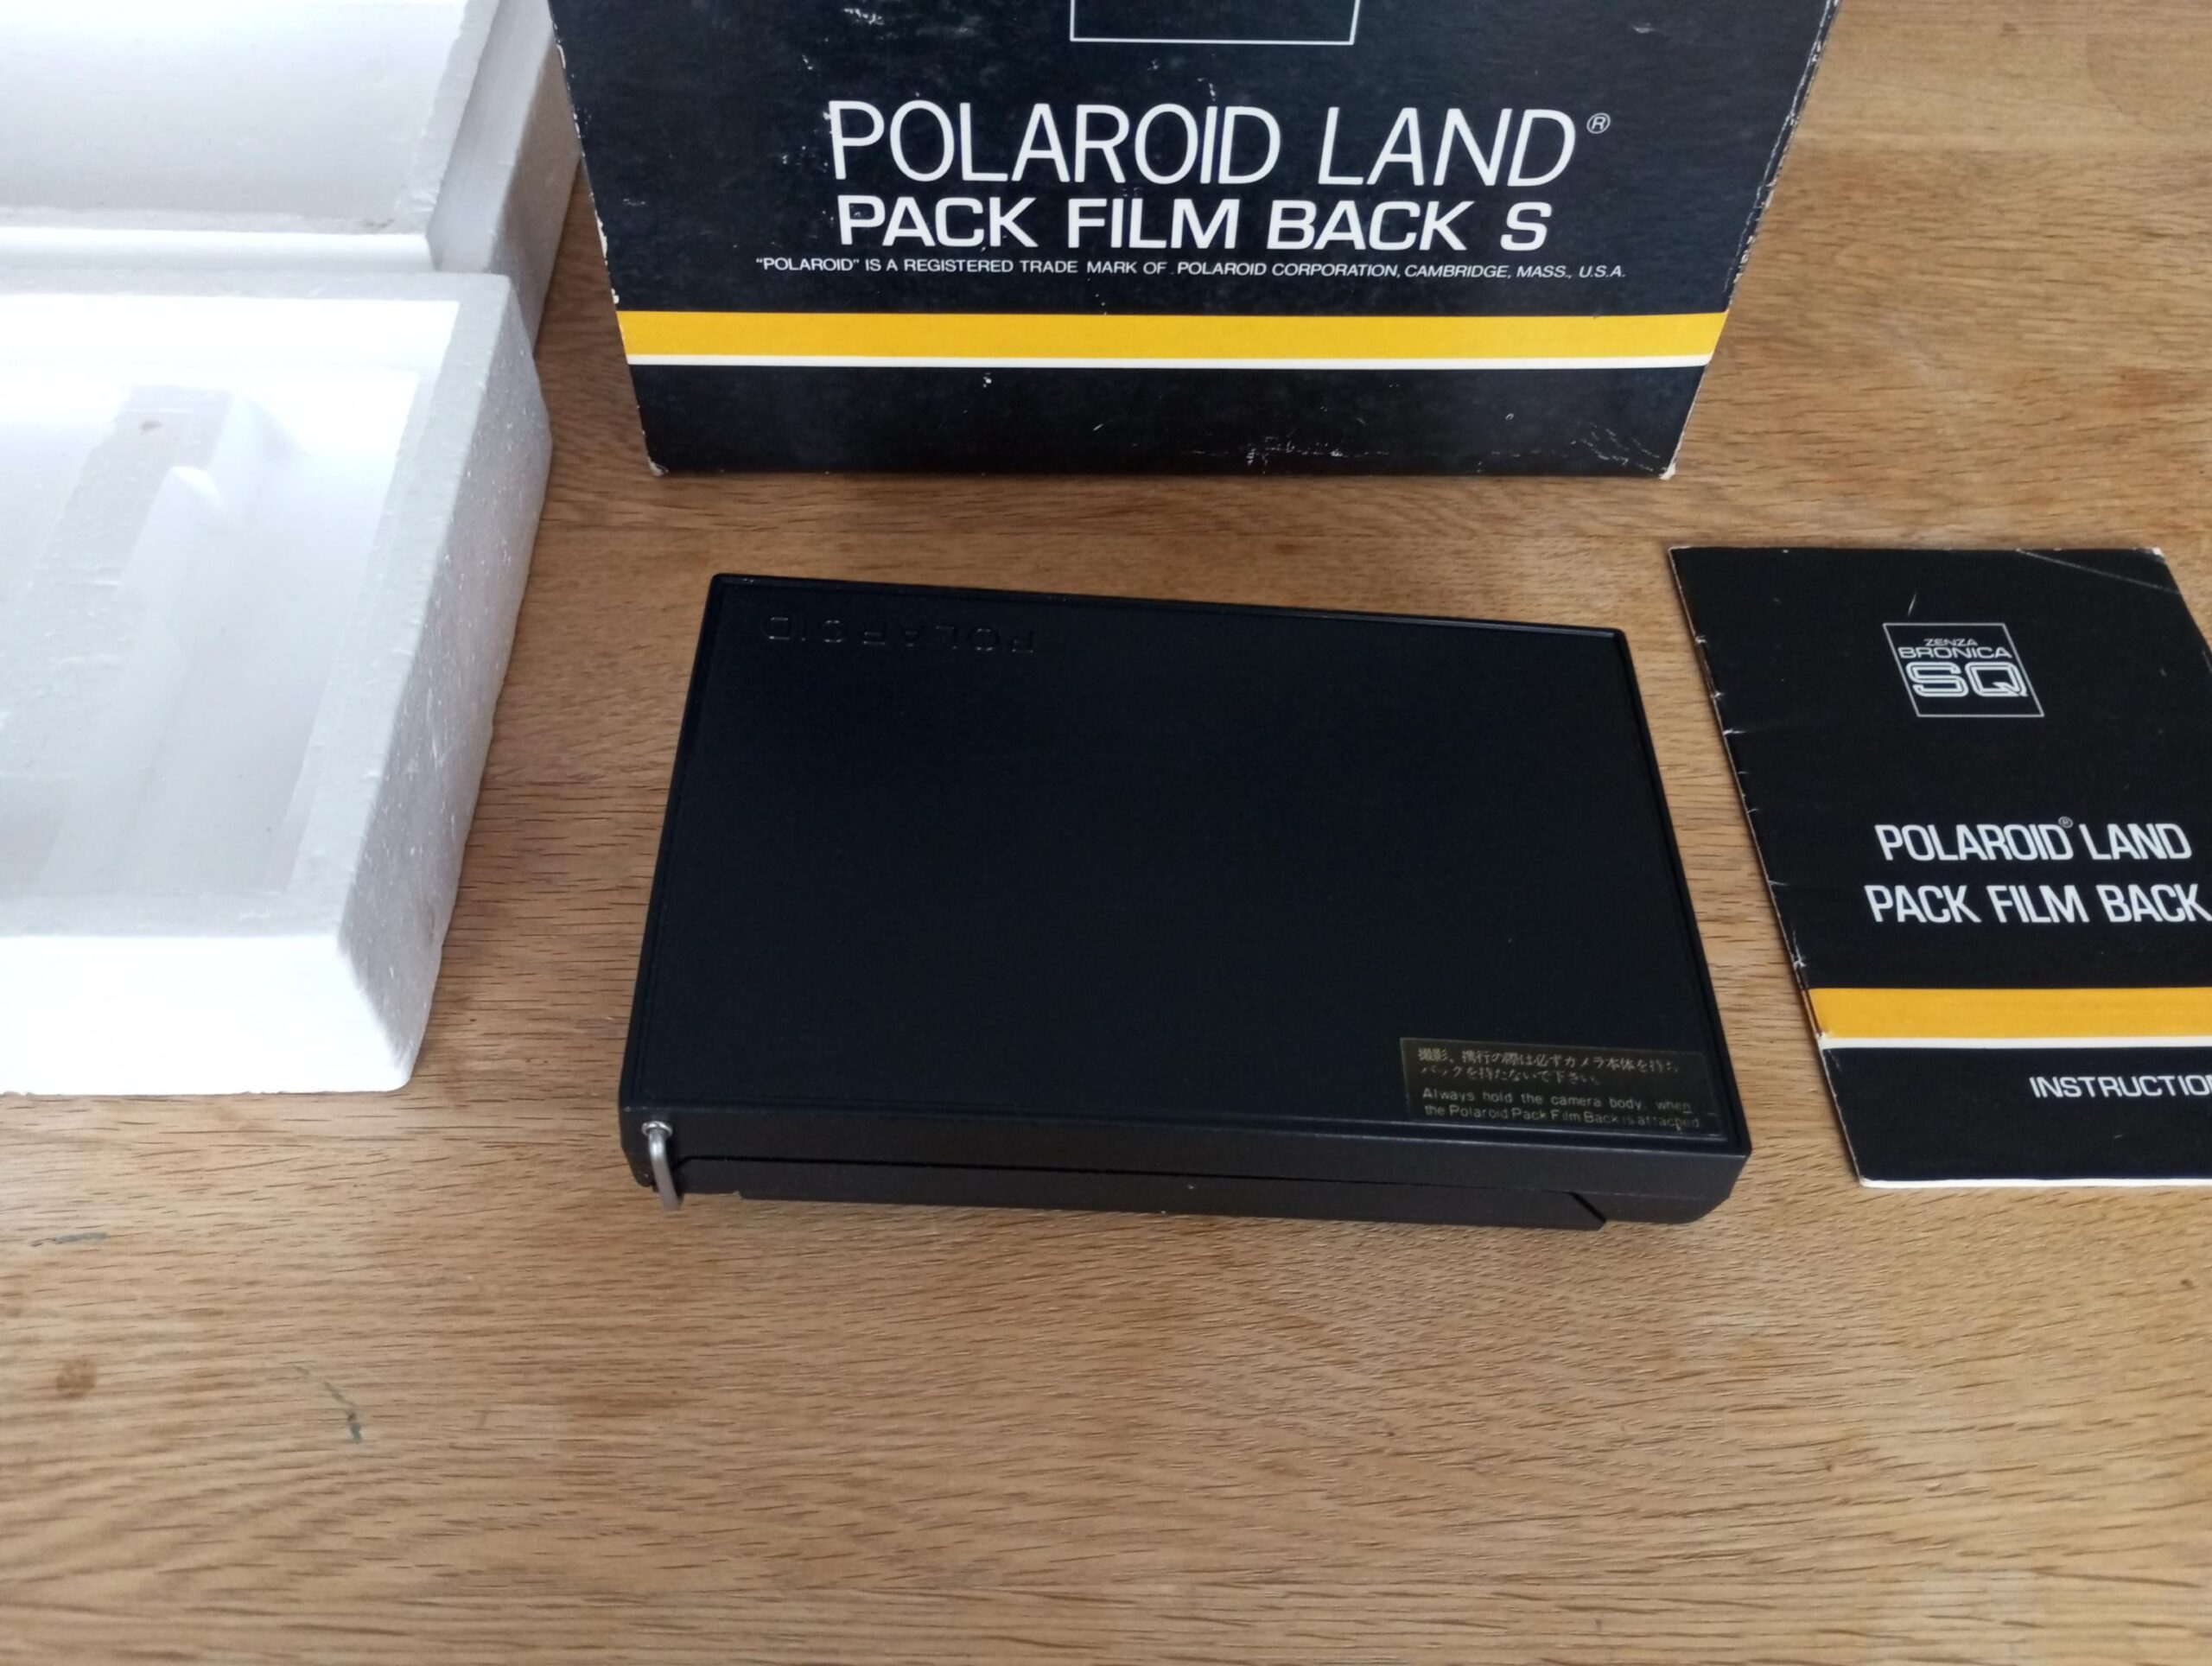 POLAROID LAND®
PACK FILM BACK S
"POLAROID" IS A REGISTERED TRADE MARK OF POLAROID CORPORATION, CAMBRIDGE, MASS., U.S.A.
POLAROID
撮影、携行の際は必ずカメラ本体を持ち
バックを持たないで下さい。
Always hold the camera body, when
the Polaroid Pack Film Back is attached
ZENZA
BRONICA
SQ
POLAROID® LAND
PACK FILM BACK
INSTRUCTIO